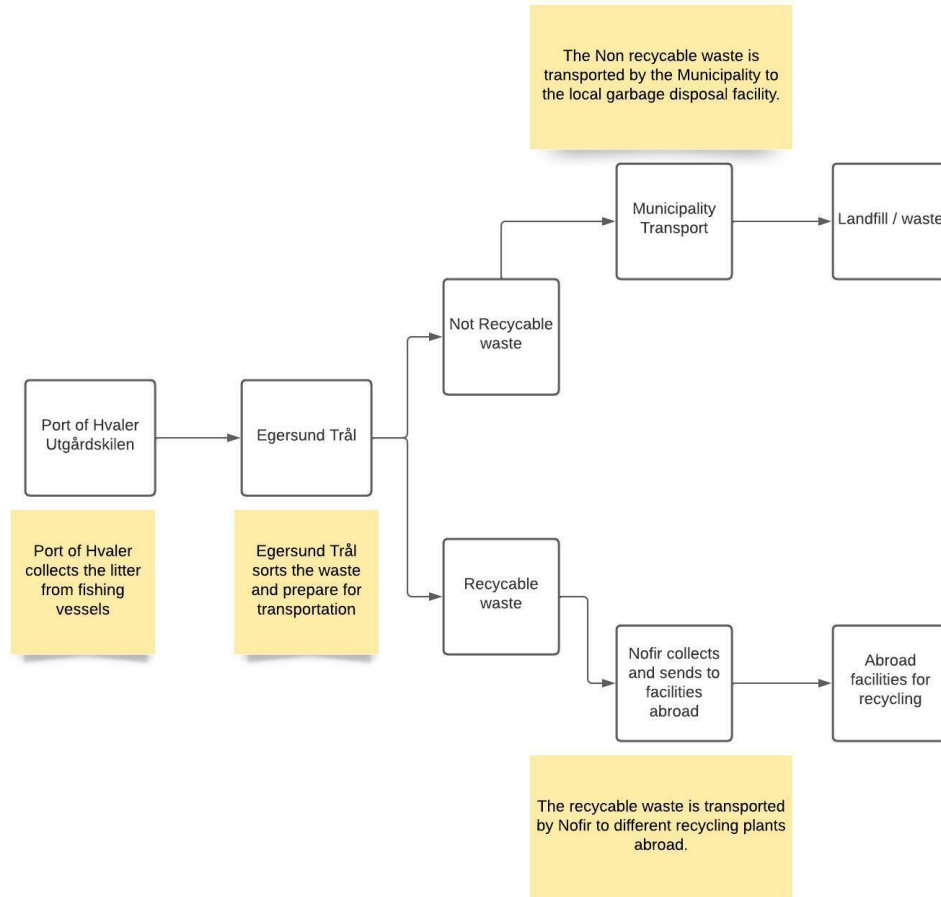 The Non recycable waste is
transported by the Municipality to
the local garbage disposal facility.
Municipality
Transport
Landfill / waste
Not Recycable
waste
Port of Hvaler
Utgårdskilen
Egersund Trål
Port of Hvaler
collects the litter
from fishing
vessels
Egersund Trål
sorts the waste
and prepare for
transportation
Recycable
waste
Nofir collects
and sends to
facilities
abroad
Abroad
facilities for
recycling
The recycable waste is transported
by Nofir to different recycling plants
abroad.